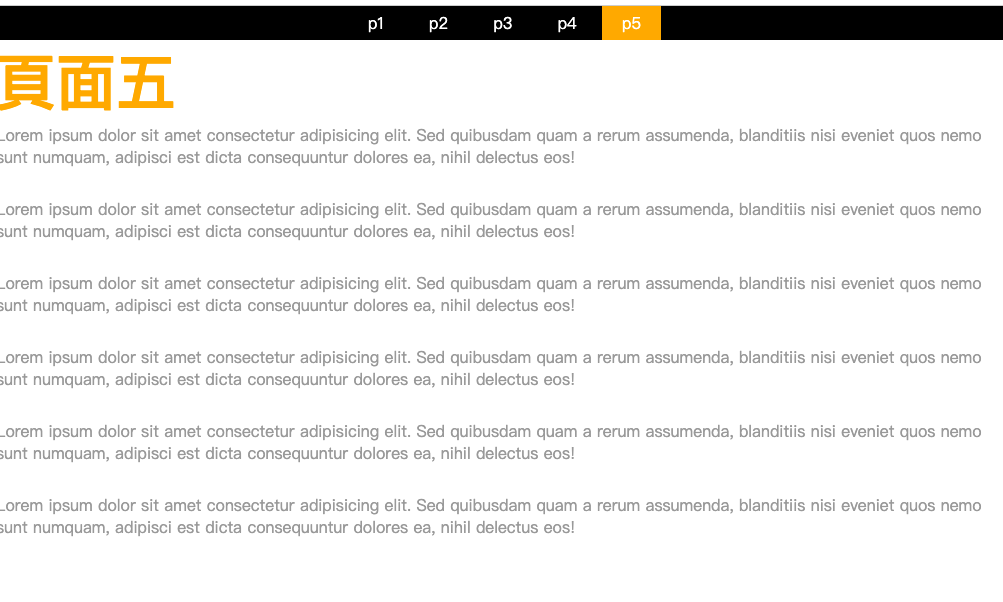 p1 p2 p3 p4 p5
頁面五
Lorem ipsum dolor sit amet consectetur adipisicing elit. Sed quibusdam quam a rerum assumenda, blanditiis nisi eveniet quos nemo
sunt numquam, adipisci est dicta consequuntur dolores ea, nihil delectus eos!
Lorem ipsum dolor sit amet consectetur adipisicing elit. Sed quibusdam quam a rerum assumenda, blanditiis nisi eveniet quos nemo
sunt numquam, adipisci est dicta consequuntur dolores ea, nihil delectus eos!
Lorem ipsum dolor sit amet consectetur adipisicing elit. Sed quibusdam quam a rerum assumenda, blanditiis nisi eveniet quos nemo
sunt numquam, adipisci est dicta consequuntur dolores ea, nihil delectus eos!
Lorem ipsum dolor sit amet consectetur adipisicing elit. Sed quibusdam quam a rerum assumenda, blanditiis nisi eveniet quos nemo
sunt numquam, adipisci est dicta consequuntur dolores ea, nihil delectus eos!
Lorem ipsum dolor sit amet consectetur adipisicing elit. Sed quibusdam quam a rerum assumenda, blanditiis nisi eveniet quos nemo
sunt numquam, adipisci est dicta consequuntur dolores ea, nihil delectus eos!
Lorem ipsum dolor sit amet consectetur adipisicing elit. Sed quibusdam quam a rerum assumenda, blanditiis nisi eveniet quos nemo
sunt numquam, adipisci est dicta consequuntur dolores ea, nihil delectus eos!